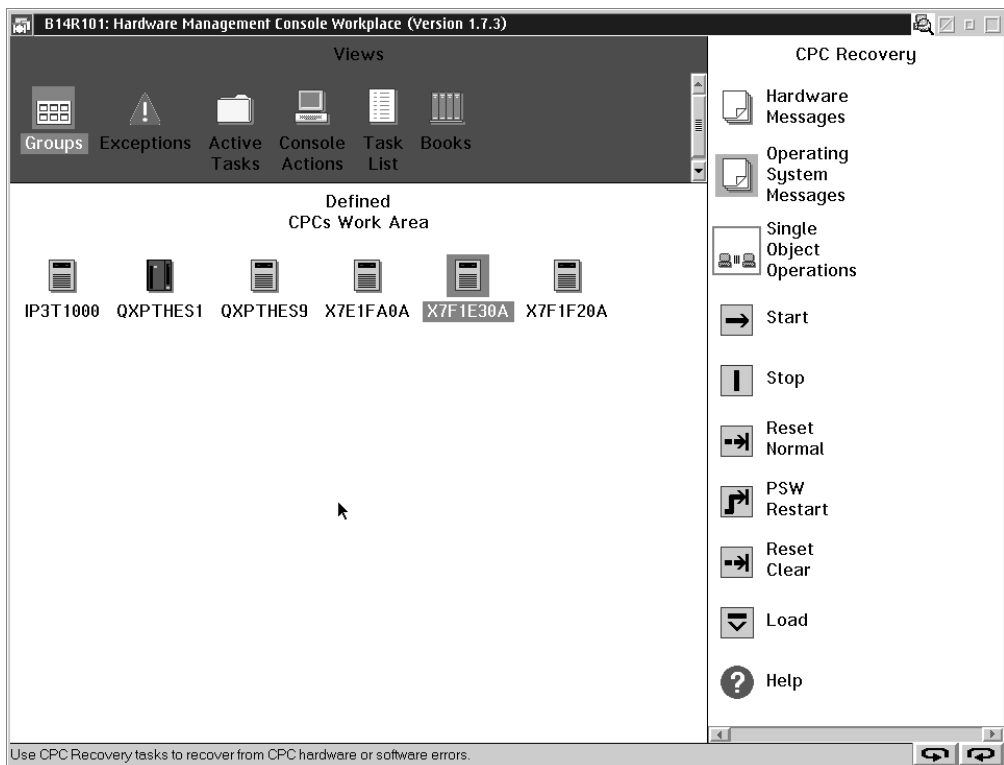 B14R101: Hardware Management Console Workplace (Version 1.7.3)
Views
Groups
Exceptions
Active
Tasks
Console
Actions
Task
List
Books
Defined
CPCs Work Area
IP3T1000
QXPTHES1
QXPTHES9
X7E1FA0A
X7F1E30A
X7F1F20A
CPC Recovery
Hardware
Messages
Operating
System
Messages
Single
Object
Operations
Start
Stop
Reset
Normal
PSW
Restart
Reset
Clear
Load
? Help
Use CPC Recovery tasks to recover from CPC hardware or software errors.